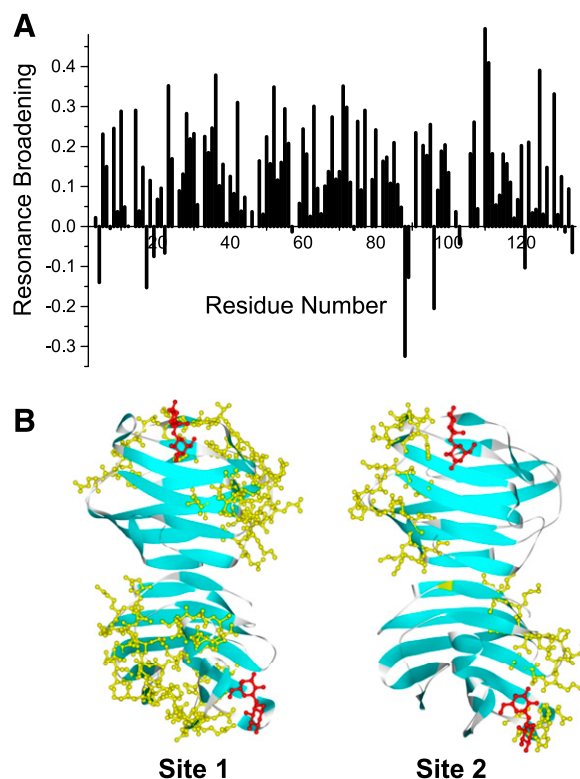 A
Resonance Broadening
0.4
0.3
0.2
0.1
0.0
-0.1
-0.2
-0.3
20 40 60 80 100 120
Residue Number
B
Site 1 Site 2